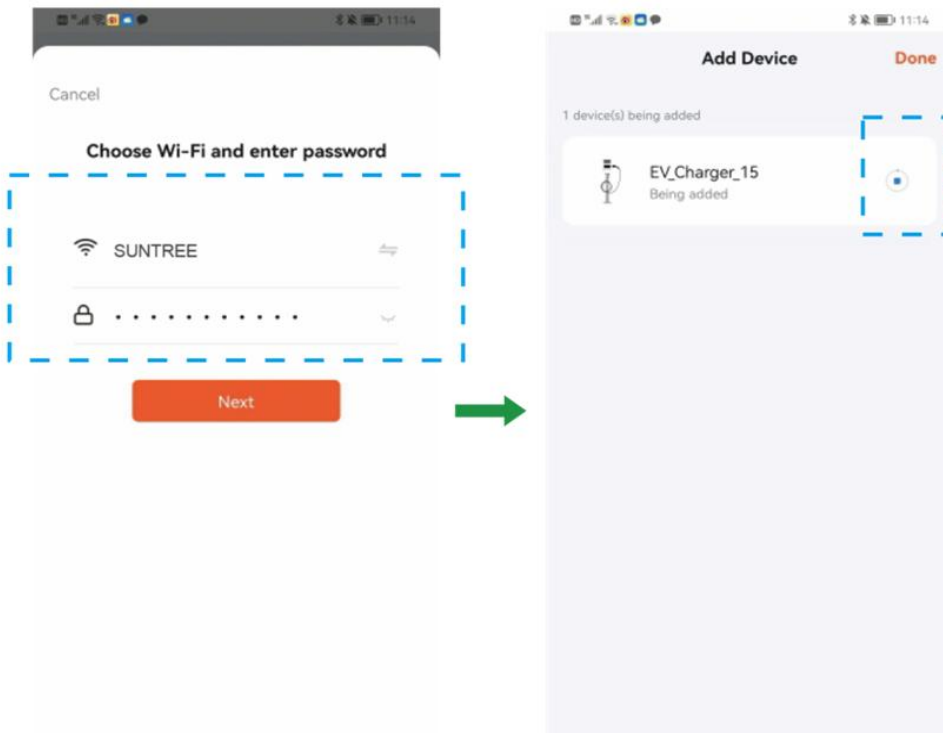 11:14
Cancel
Choose Wi-Fi and enter password
SUNTREE
Next
11:14
Add Device
Done
1 device(s) being added
EV_Charger_15
Being added